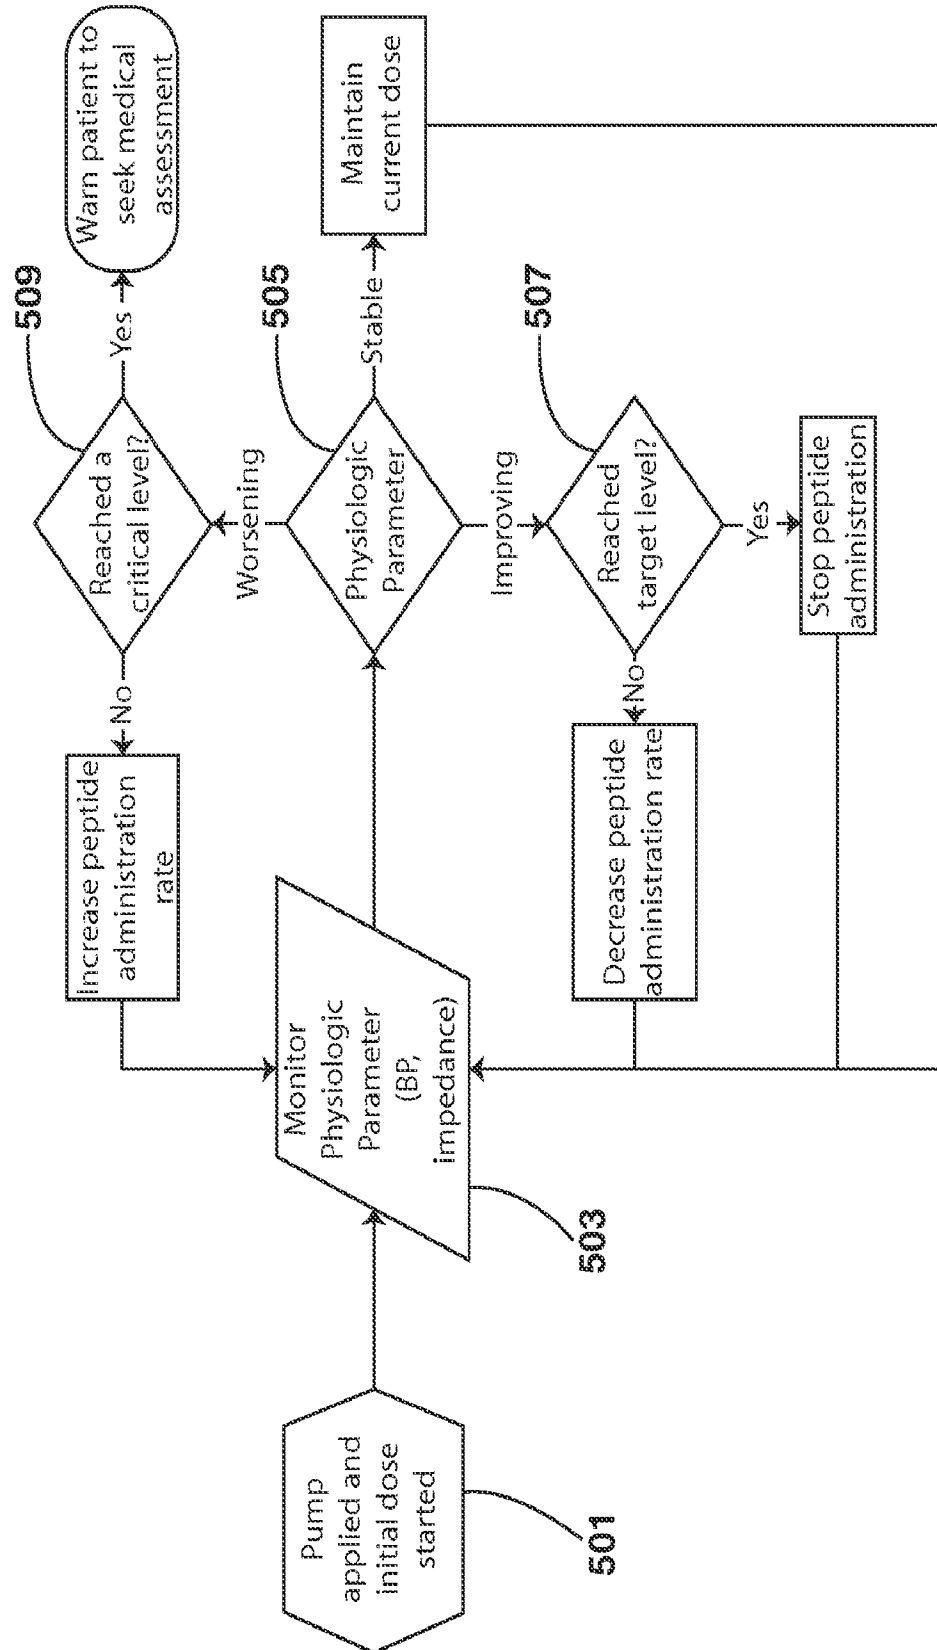 Pump
applied and
initial dose
started
501
Monitor
Physiologic
Parameter
(BP,
impedance)
503
Increase peptide
administration
rate
No
Reached a
critical level?
509
Yes
Warn patient to
seek medical
assessment
Worsening
Physiologic
Parameter
505
Stable
Maintain
current dose
Improving
Reached
target level?
507
No
Decrease peptide
administration rate
Yes
Stop peptide
administration